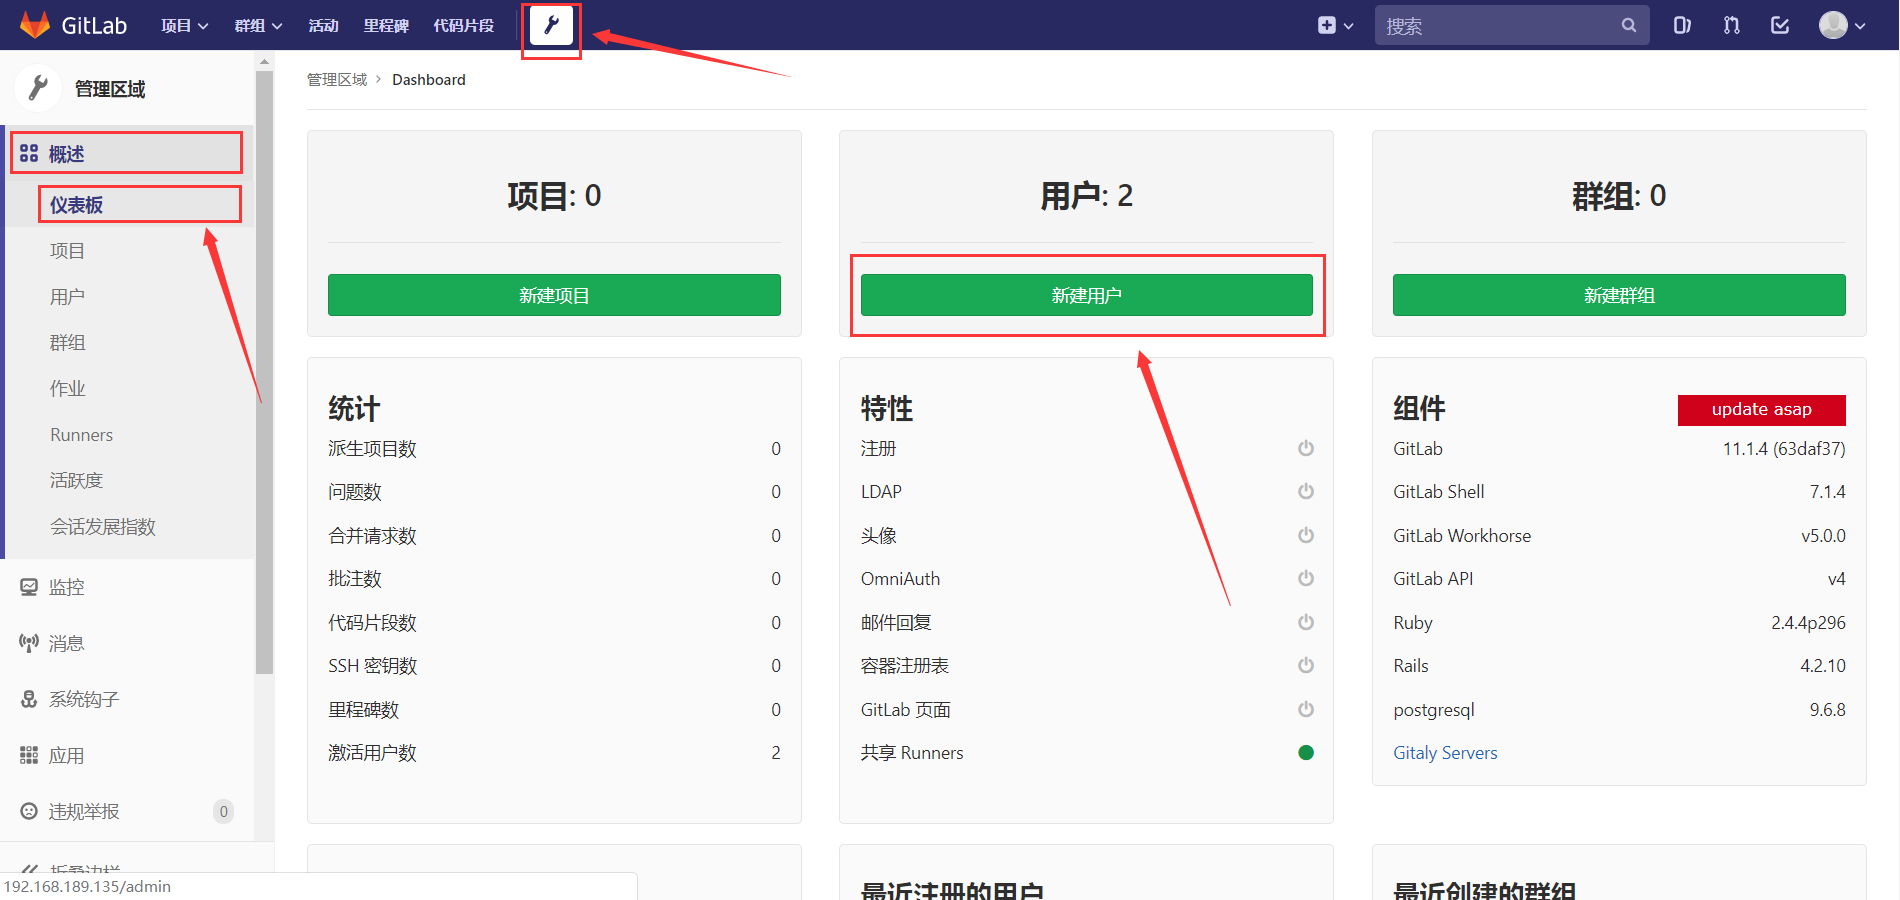 GitLab 项目 群组 活动 里程碑 代码片段 搜索
管理区域
概述
仪表板
项目
用户
群组
作业
Runners
活跃度
会话发展指数
监控
消息
系统钩子
应用
违规举报 0
折叠边栏
192.168.189.135/admin
管理区域 > Dashboard
项目: 0
新建项目
用户: 2
新建用户
群组: 0
新建群组
统计
派生项目数 0
问题数 0
合并请求数 0
批注数 0
代码片段数 0
SSH 密钥数 0
里程碑数 0
激活用户数 2
特性
注册
LDAP
头像
OmniAuth
邮件回复
容器注册表
GitLab 页面
共享 Runners
组件 update asap
GitLab 11.1.4 (63daf37)
GitLab Shell 7.1.4
GitLab Workhorse v5.0.0
GitLab API v4
Ruby 2.4.4p296
Rails 4.2.10
postgresql 9.6.8
Gitaly Servers
最近注册的用户
最近创建的群组